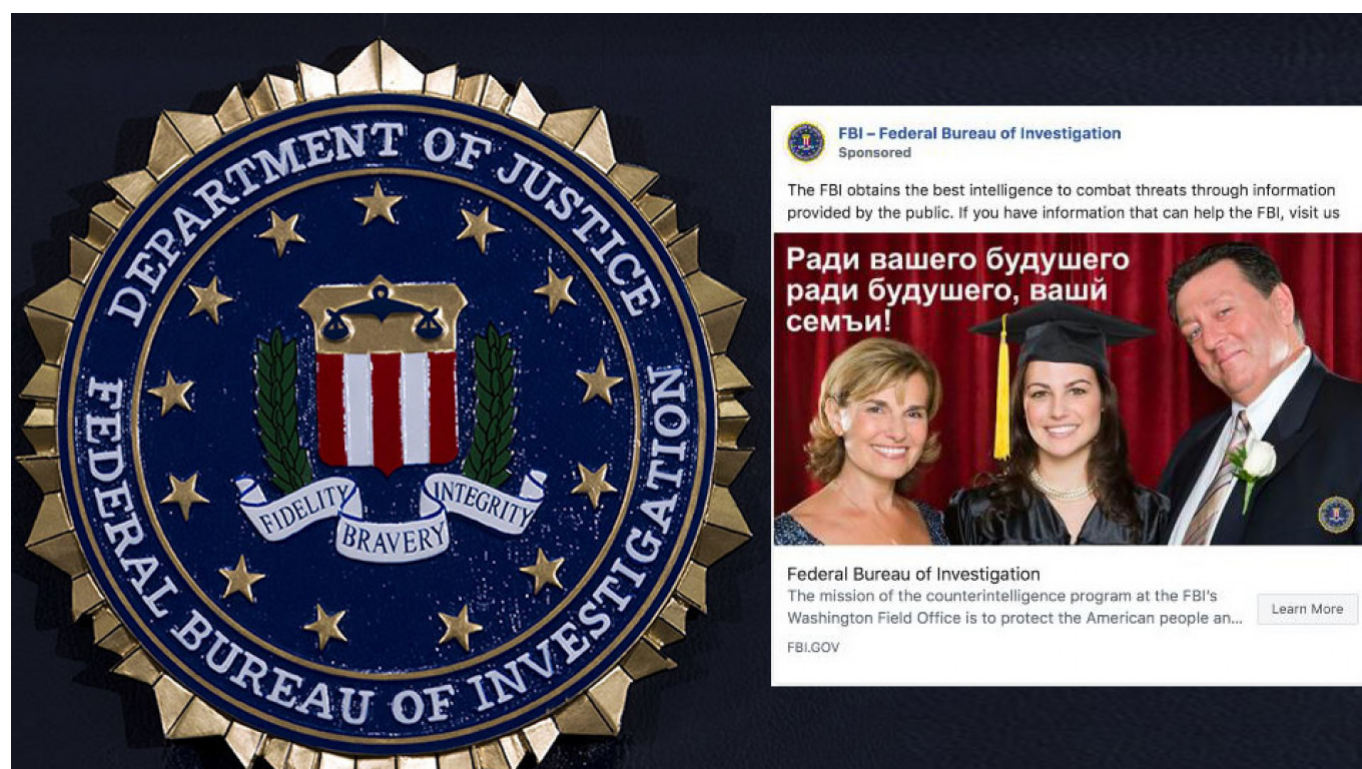 DEPARTMENT OF JUSTICE
FEDERAL BUREAU OF INVESTIGATION
FIDELITY
BRAVERY
INTEGRITY
FBI – Federal Bureau of Investigation
Sponsored
The FBI obtains the best intelligence to combat threats through information
provided by the public. If you have information that can help the FBI, visit us
Ради вашего будушего
ради будушего, вашй
семъи!
Federal Bureau of Investigation
The mission of the counterintelligence program at the FBI's
Washington Field Office is to protect the American people an...
Learn More
FBI.GOV